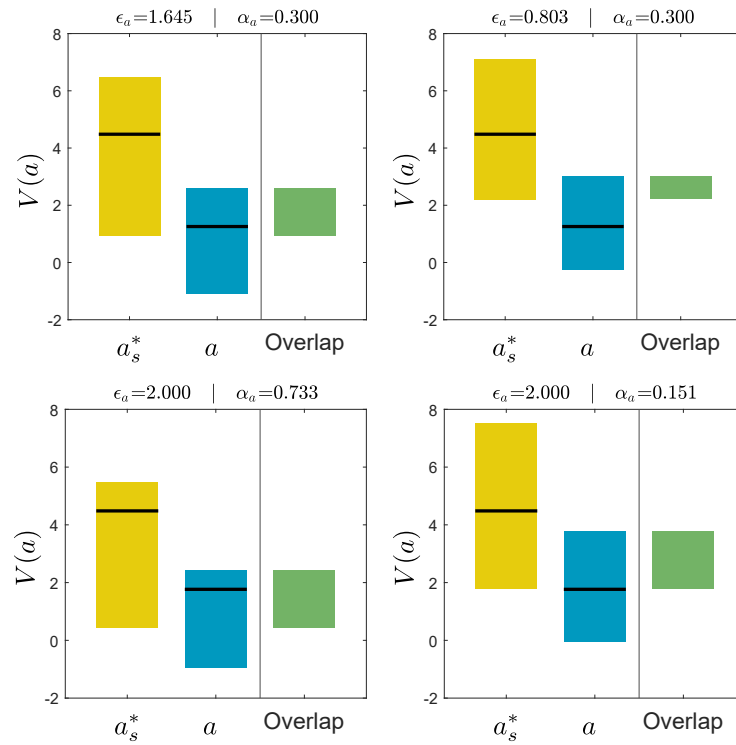 ϵₐ=1.645 | αₐ=0.300
V(a)
8
6
4
2
0
-2
a*ₛ a Overlap
ϵₐ=0.803 | αₐ=0.300
V(a)
8
6
4
2
0
-2
a*ₛ a Overlap
ϵₐ=2.000 | αₐ=0.733
V(a)
8
6
4
2
0
-2
a*ₛ a Overlap
ϵₐ=2.000 | αₐ=0.151
V(a)
8
6
4
2
0
-2
a*ₛ a Overlap